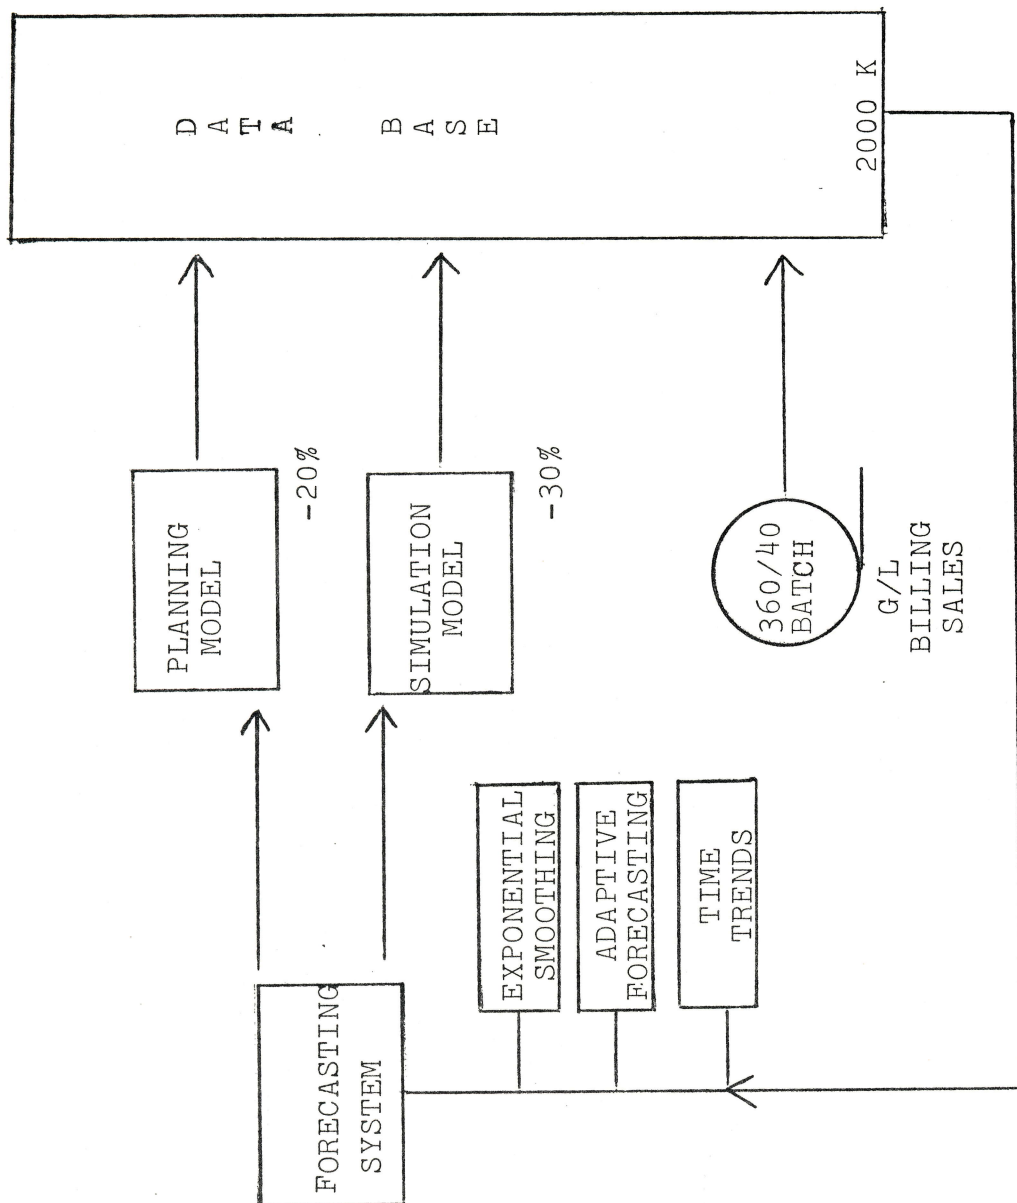 DATA BASE
2000 K
PLANNING
MODEL
-20%
SIMULATION
MODEL
-30%
360/40
BATCH
G/L
BILLING
SALES
FORECASTING
SYSTEM
EXPONENTIAL
SMOOTHING
ADAPTIVE
FORECASTING
TIME
TRENDS